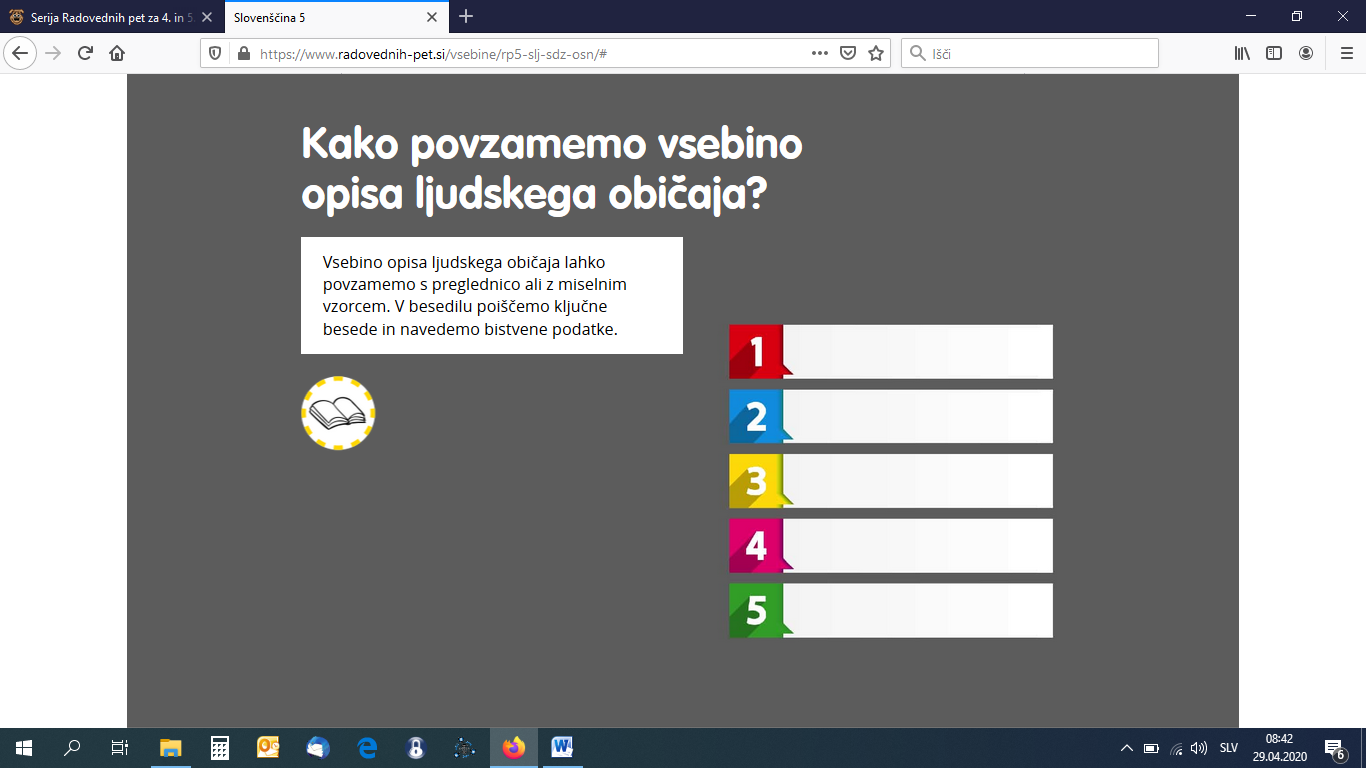 Serija Radovednih pet za 4. in 5.
Slovenščina 5
https://www.radovednih-pet.si/vsebine/rp5-slj-sdz-osn/#
Išči
Kako povzamemo vsebino
opisa ljudskega običaja?
Vsebino opisa ljudskega običaja lahko
povzamemo s preglednico ali z miselnim
vzorcem. V besedilu poiščemo ključne
besede in navedemo bistvene podatke.
1
2
3
4
5
SLV
08:42
29.04.2020
6